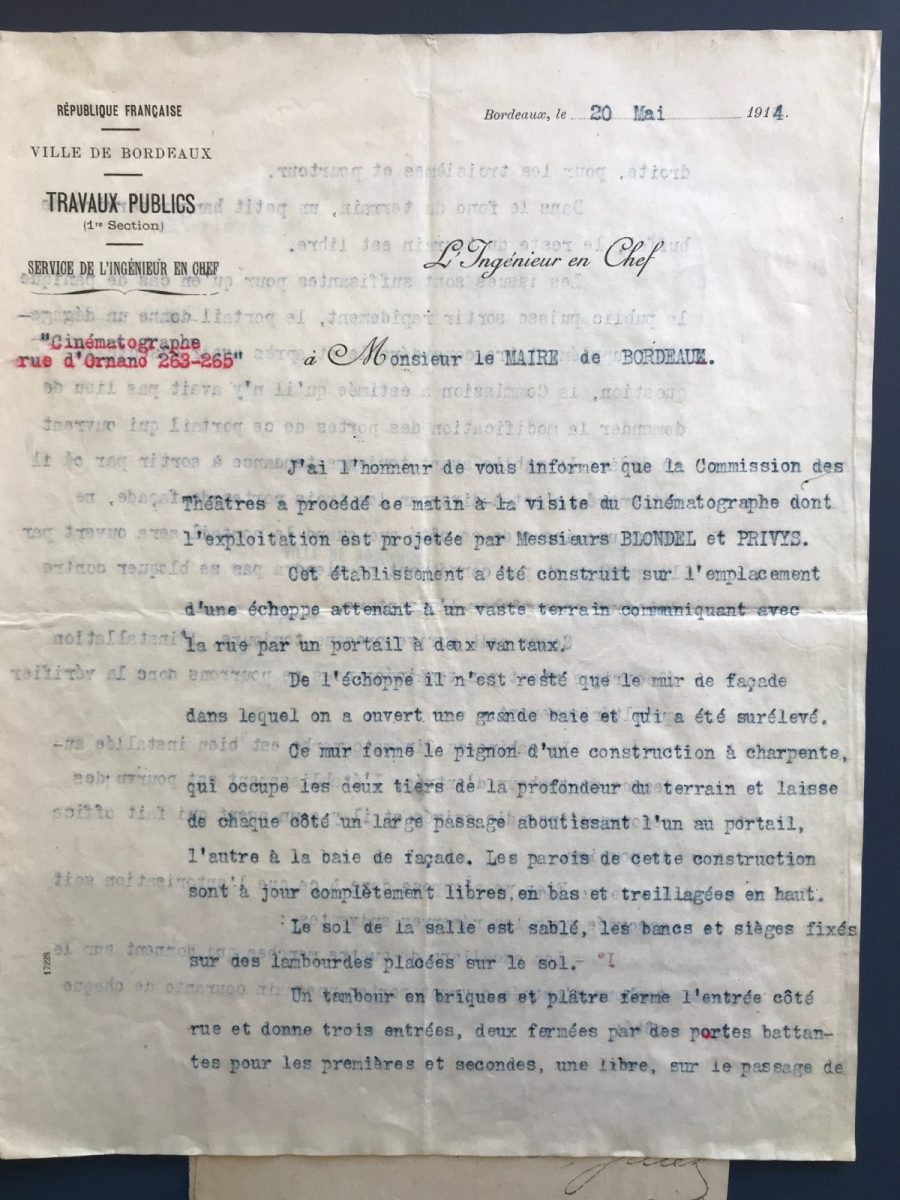 RÉPUBLIQUE FRANÇAISE
VILLE DE BORDEAUX
TRAVAUX PUBLICS
(1re Section)
SERVICE DE L'INGÉNIEUR EN CHEF
"Cinématographe
rue d'Ornano 263-265"
Bordeaux, le 20 Mai 1914.
L'Ingénieur en Chef
à Monsieur le MAIRE de BORDEAUX.
J'ai l'honneur de vous informer que la Commission des
Théâtres a procédé ce matin à la visite du Cinématographe dont
l'exploitation est projetée par Messieurs BLONDEL et PRIVYS.
Cet établissement a été construit sur l'emplacement
d'une échoppe attenant à un vaste terrain communiquant avec
la rue par un portail à deux vantaux.
De l'échoppe il n'est resté que le mur de façade
dans lequel on a ouvert une grande baie et qui a été surélevé.
Ce mur forme le pignon d'une construction à charpente,
qui occupe les deux tiers de la profondeur du terrain et laisse
de chaque côté un large passage aboutissant l'un au portail,
l'autre à la baie de façade. Les parois de cette construction
sont à jour complètement libres, en bas et treillagées en haut.
Le sol de la salle est sablé, les bancs et sièges fixés
sur des lambourdes placées sur le sol.
Un tambour en briques et plâtre ferme l'entrée côté
rue et donne trois entrées, deux fermées par des portes battan-
tes pour les premières et secondes, une libre, sur le passage de
17228